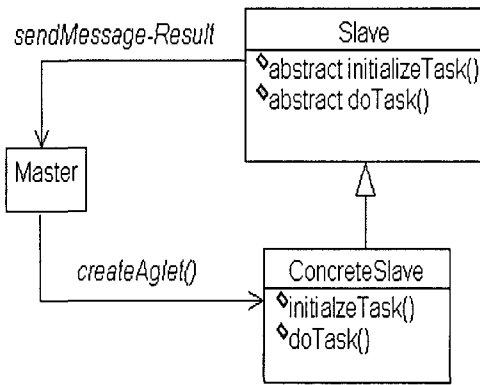 sendMessage-Result
Slave
abstract initializeTask()
abstract doTask()
Master
createAglet()
ConcreteSlave
initialzeTask()
doTask()